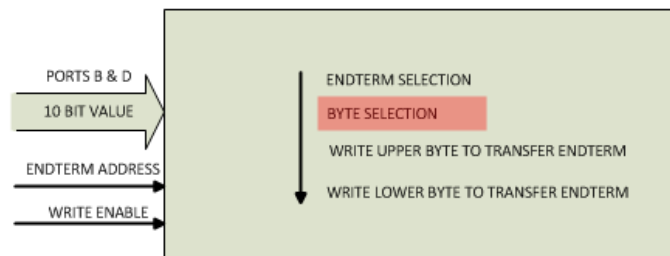 PORTS B & D
10 BIT VALUE
ENDTERM ADDRESS
WRITE ENABLE
ENDTERM SELECTION
BYTE SELECTION
WRITE UPPER BYTE TO TRANSFER ENDTERM
WRITE LOWER BYTE TO TRANSFER ENDTERM